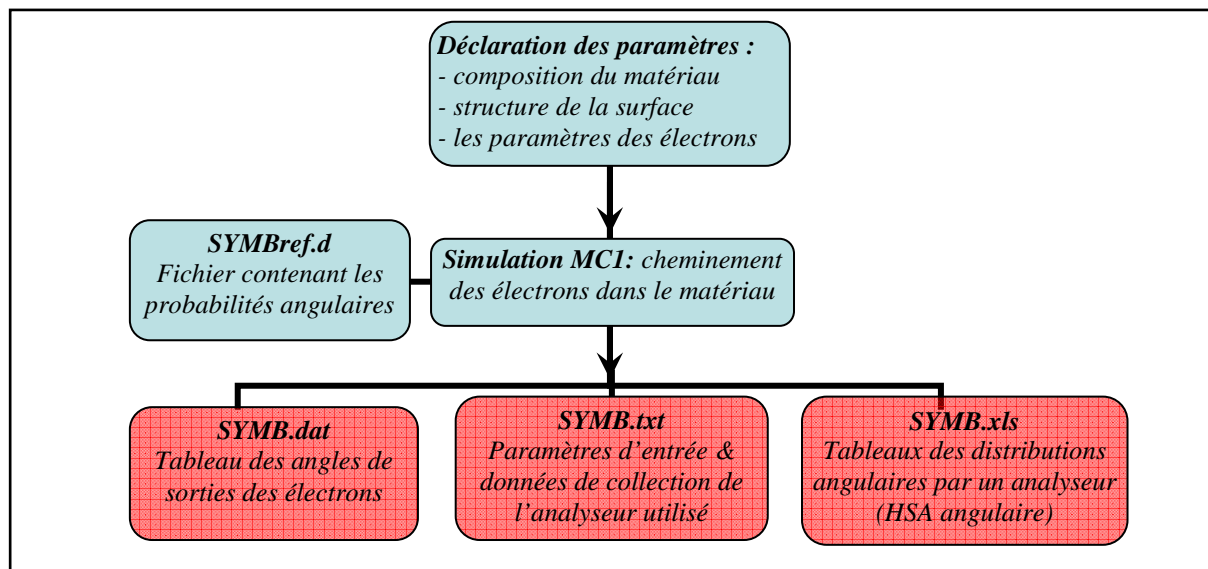 Déclaration des paramètres :
- composition du matériau
- structure de la surface
- les paramètres des électrons
SYMBref.d
Fichier contenant les
probabilités angulaires
Simulation MC1: cheminement
des électrons dans le matériau
SYMB.dat
Tableau des angles de
sorties des électrons
SYMB.txt
Paramètres d’entrée &
données de collection de
l’analyseur utilisé
SYMB.xls
Tableaux des distributions
angulaires par un analyseur
(HSA angulaire)